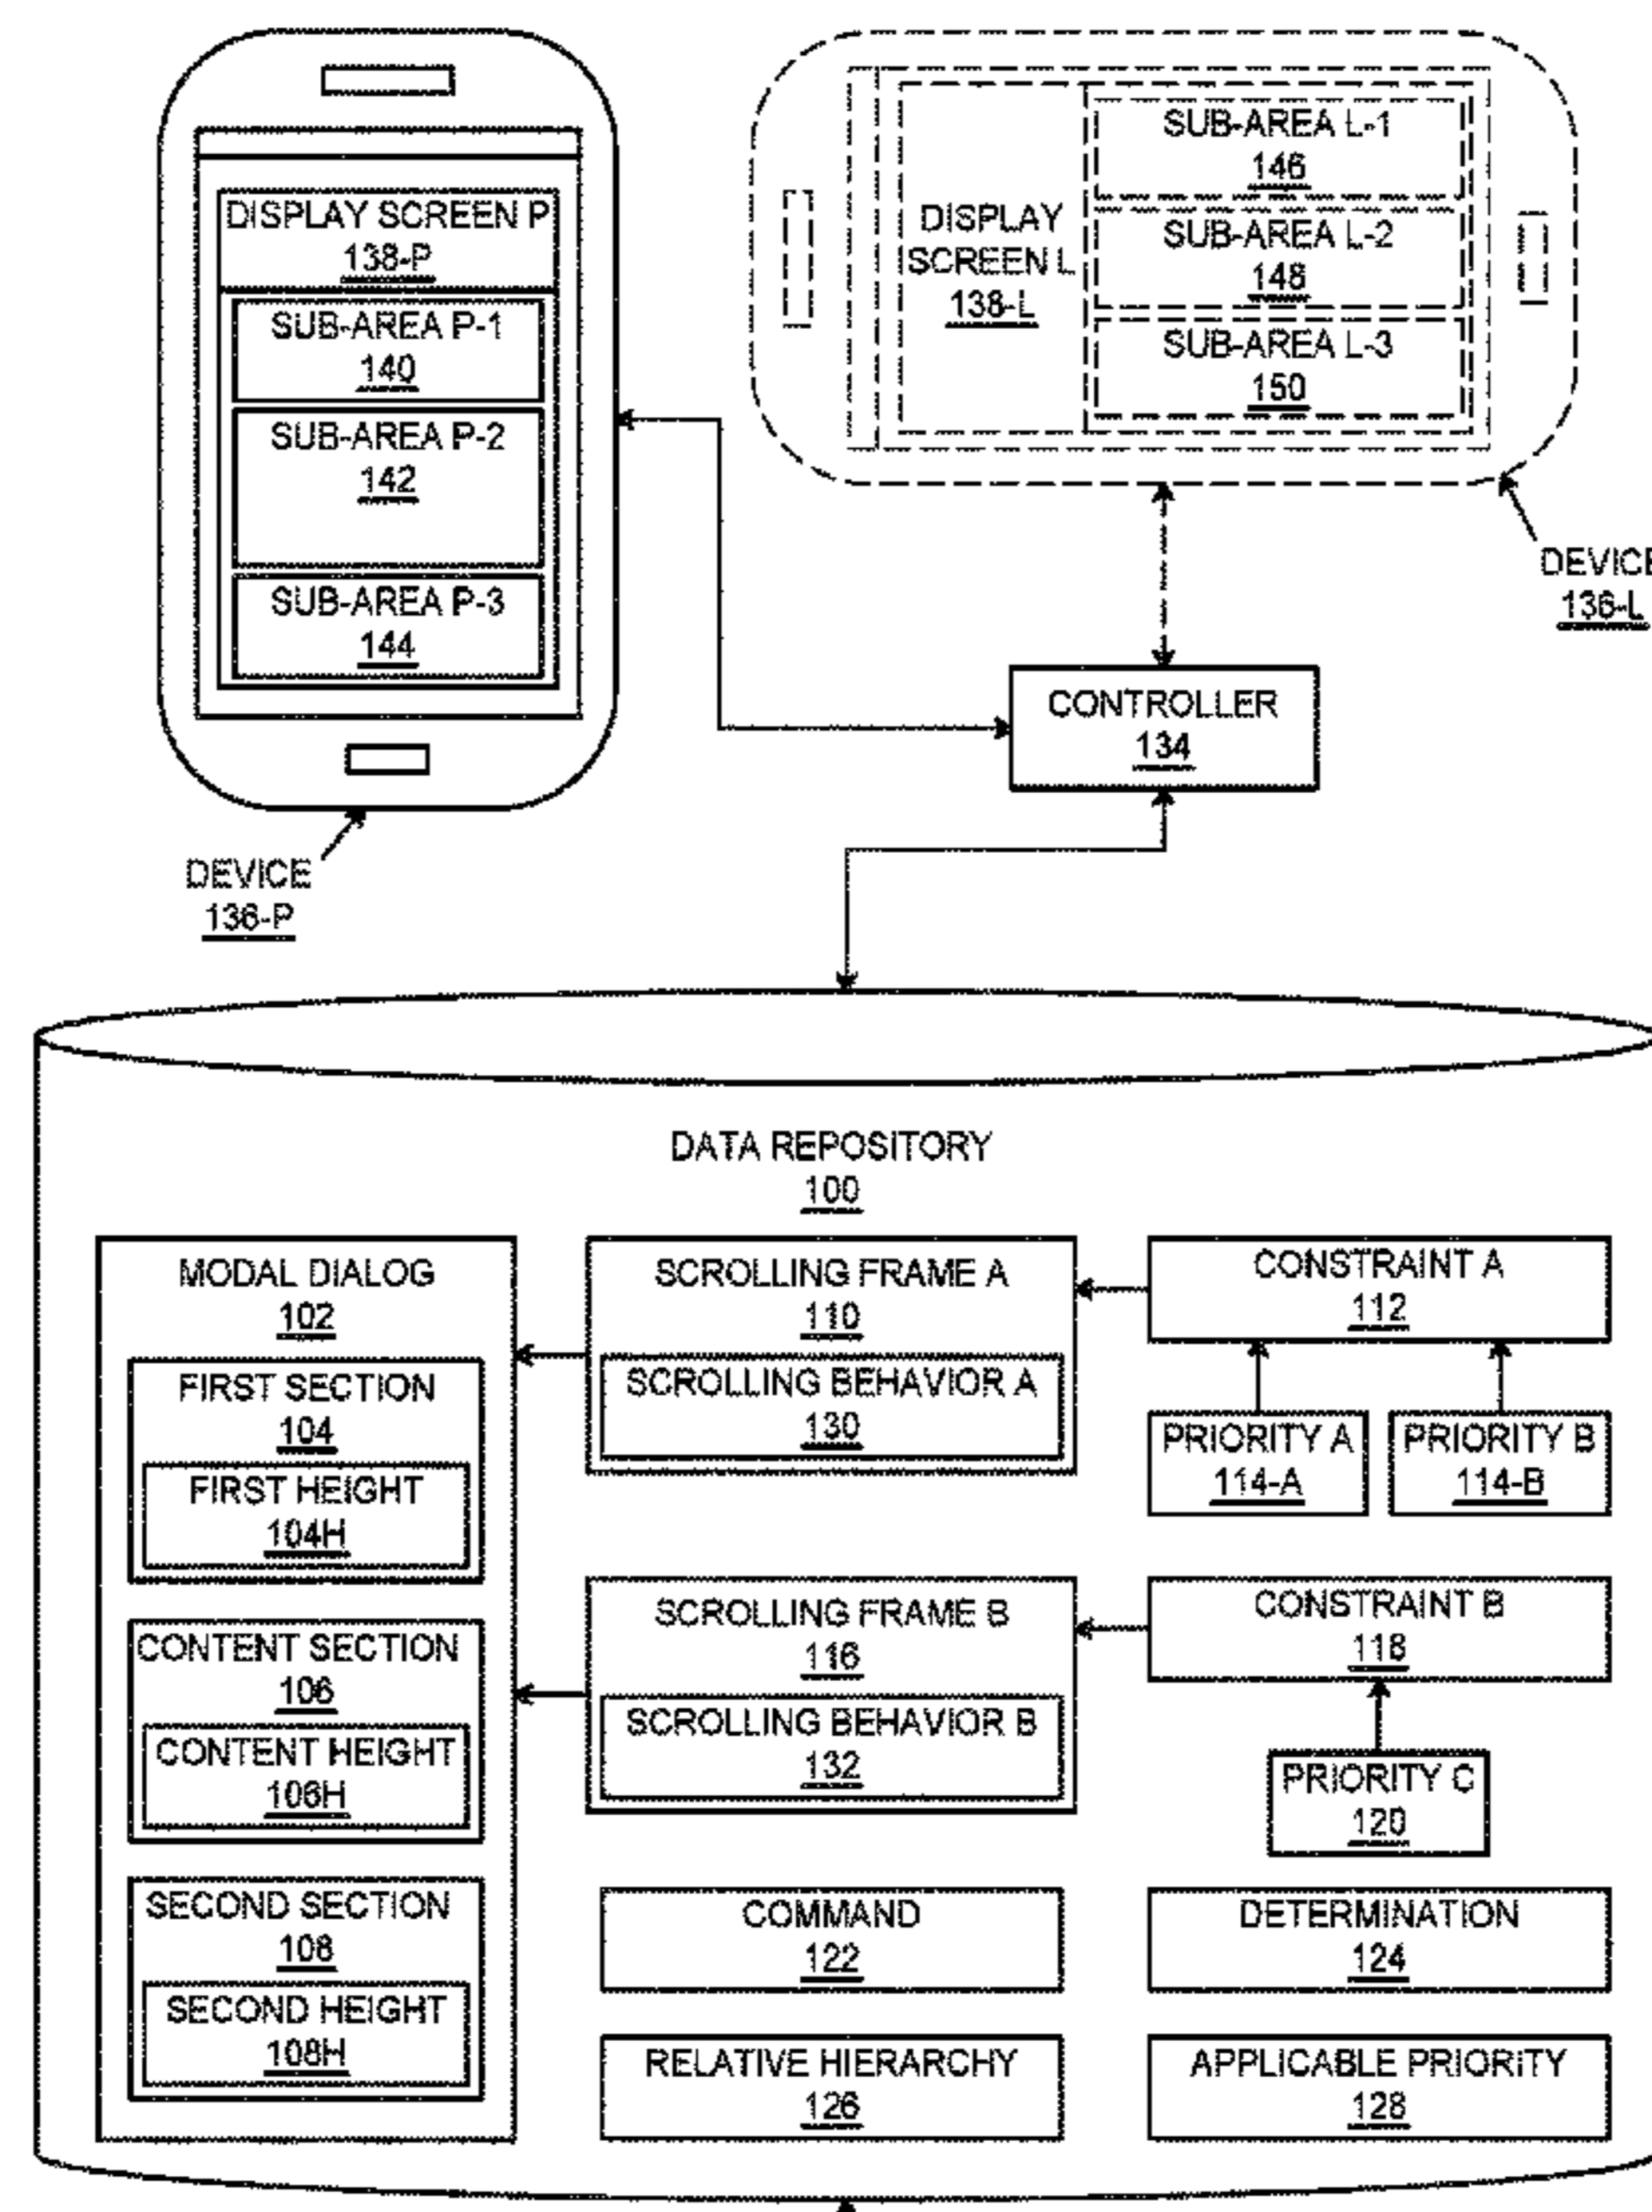 DISPLAY SCREEN P
138-P
SUB-AREA P-1
140
SUB-AREA P-2
142
SUB-AREA P-3
144
DEVICE
136-P
DISPLAY
SCREEN L
138-L
SUB-AREA L-1
146
SUB-AREA L-2
148
SUB-AREA L-3
150
DEVICE
136-L
CONTROLLER
134
DATA REPOSITORY
100
MODAL DIALOG
102
FIRST SECTION
104
FIRST HEIGHT
104H
CONTENT SECTION
106
CONTENT HEIGHT
106H
SECOND SECTION
108
SECOND HEIGHT
108H
SCROLLING FRAME A
110
SCROLLING BEHAVIOR A
130
SCROLLING FRAME B
116
SCROLLING BEHAVIOR B
132
COMMAND
122
RELATIVE HIERARCHY
126
CONSTRAINT A
112
PRIORITY A
114-A
PRIORITY B
114-B
CONSTRAINT B
118
PRIORITY C
120
DETERMINATION
124
APPLICABLE PRIORITY
128